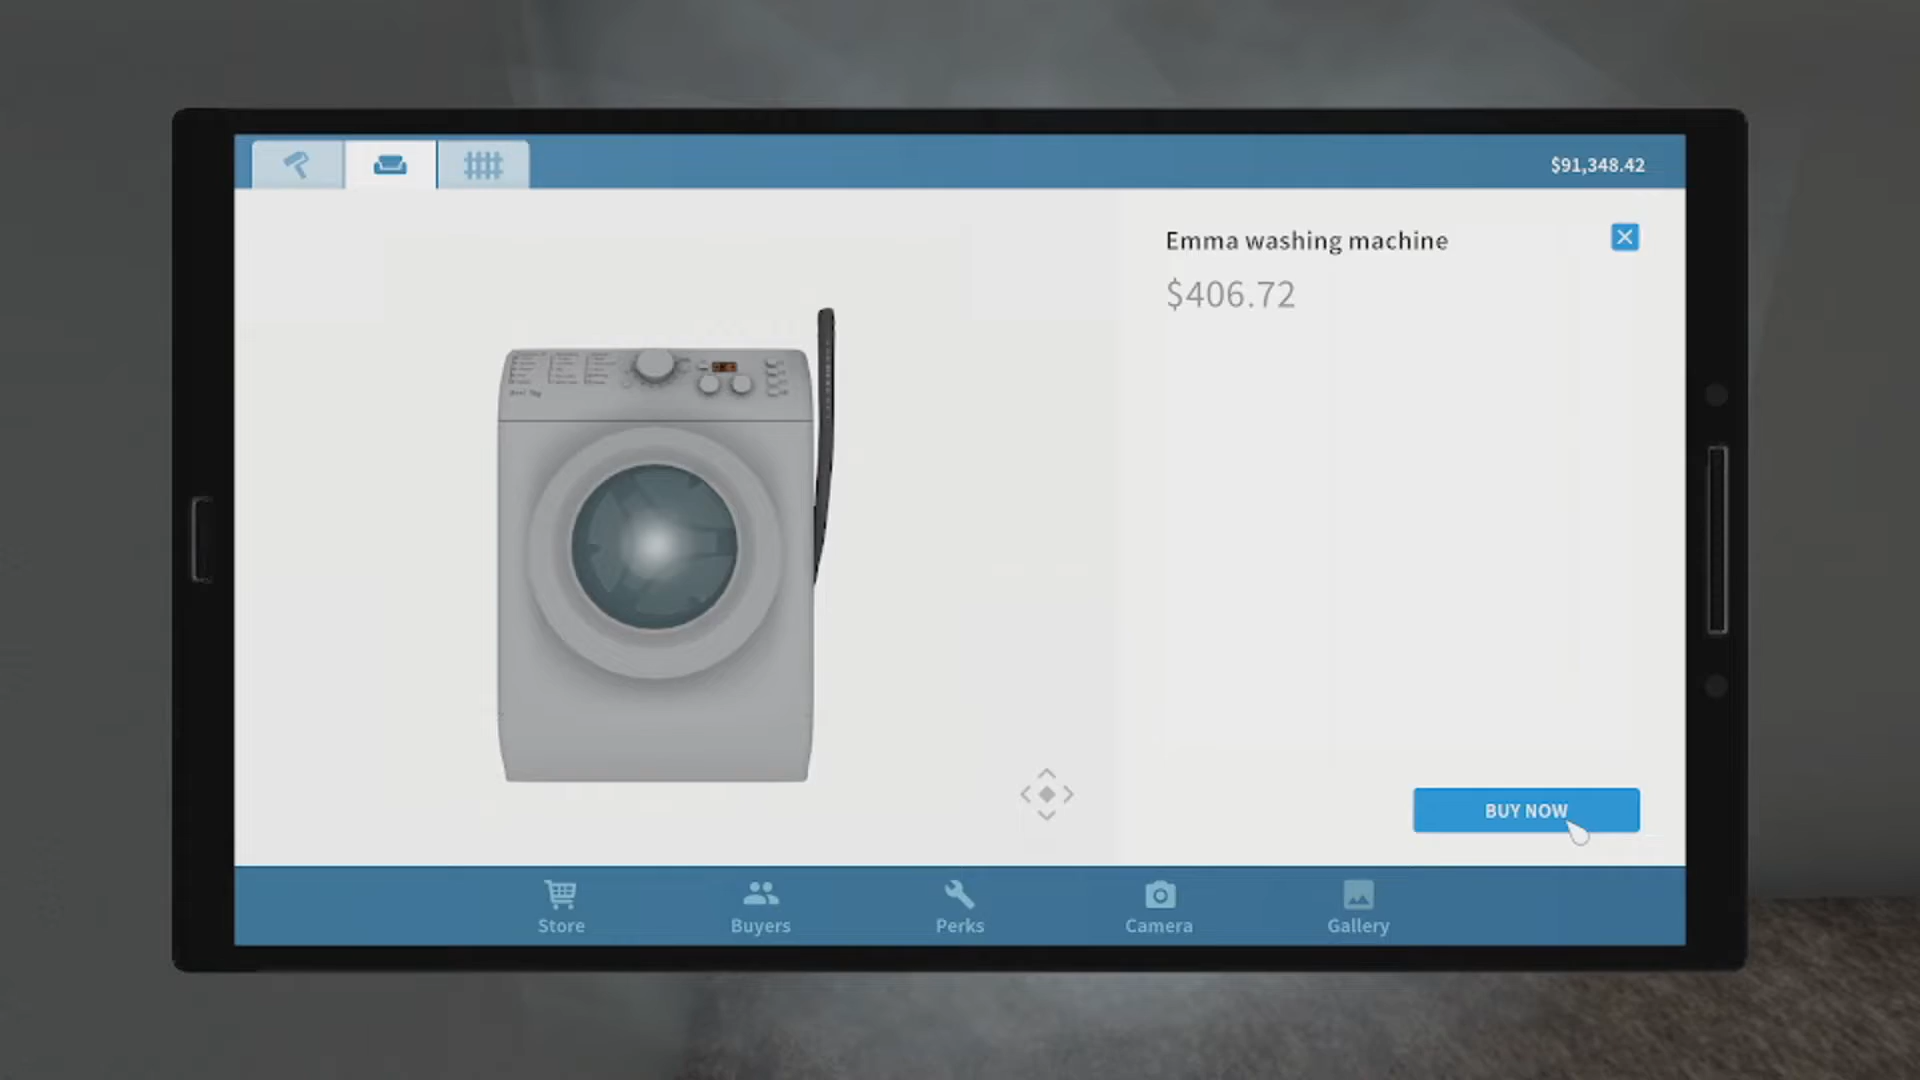 $91,348.42
Emma washing machine
$406.72
BUY NOW
Store
Buyers
Perks
Camera
Gallery